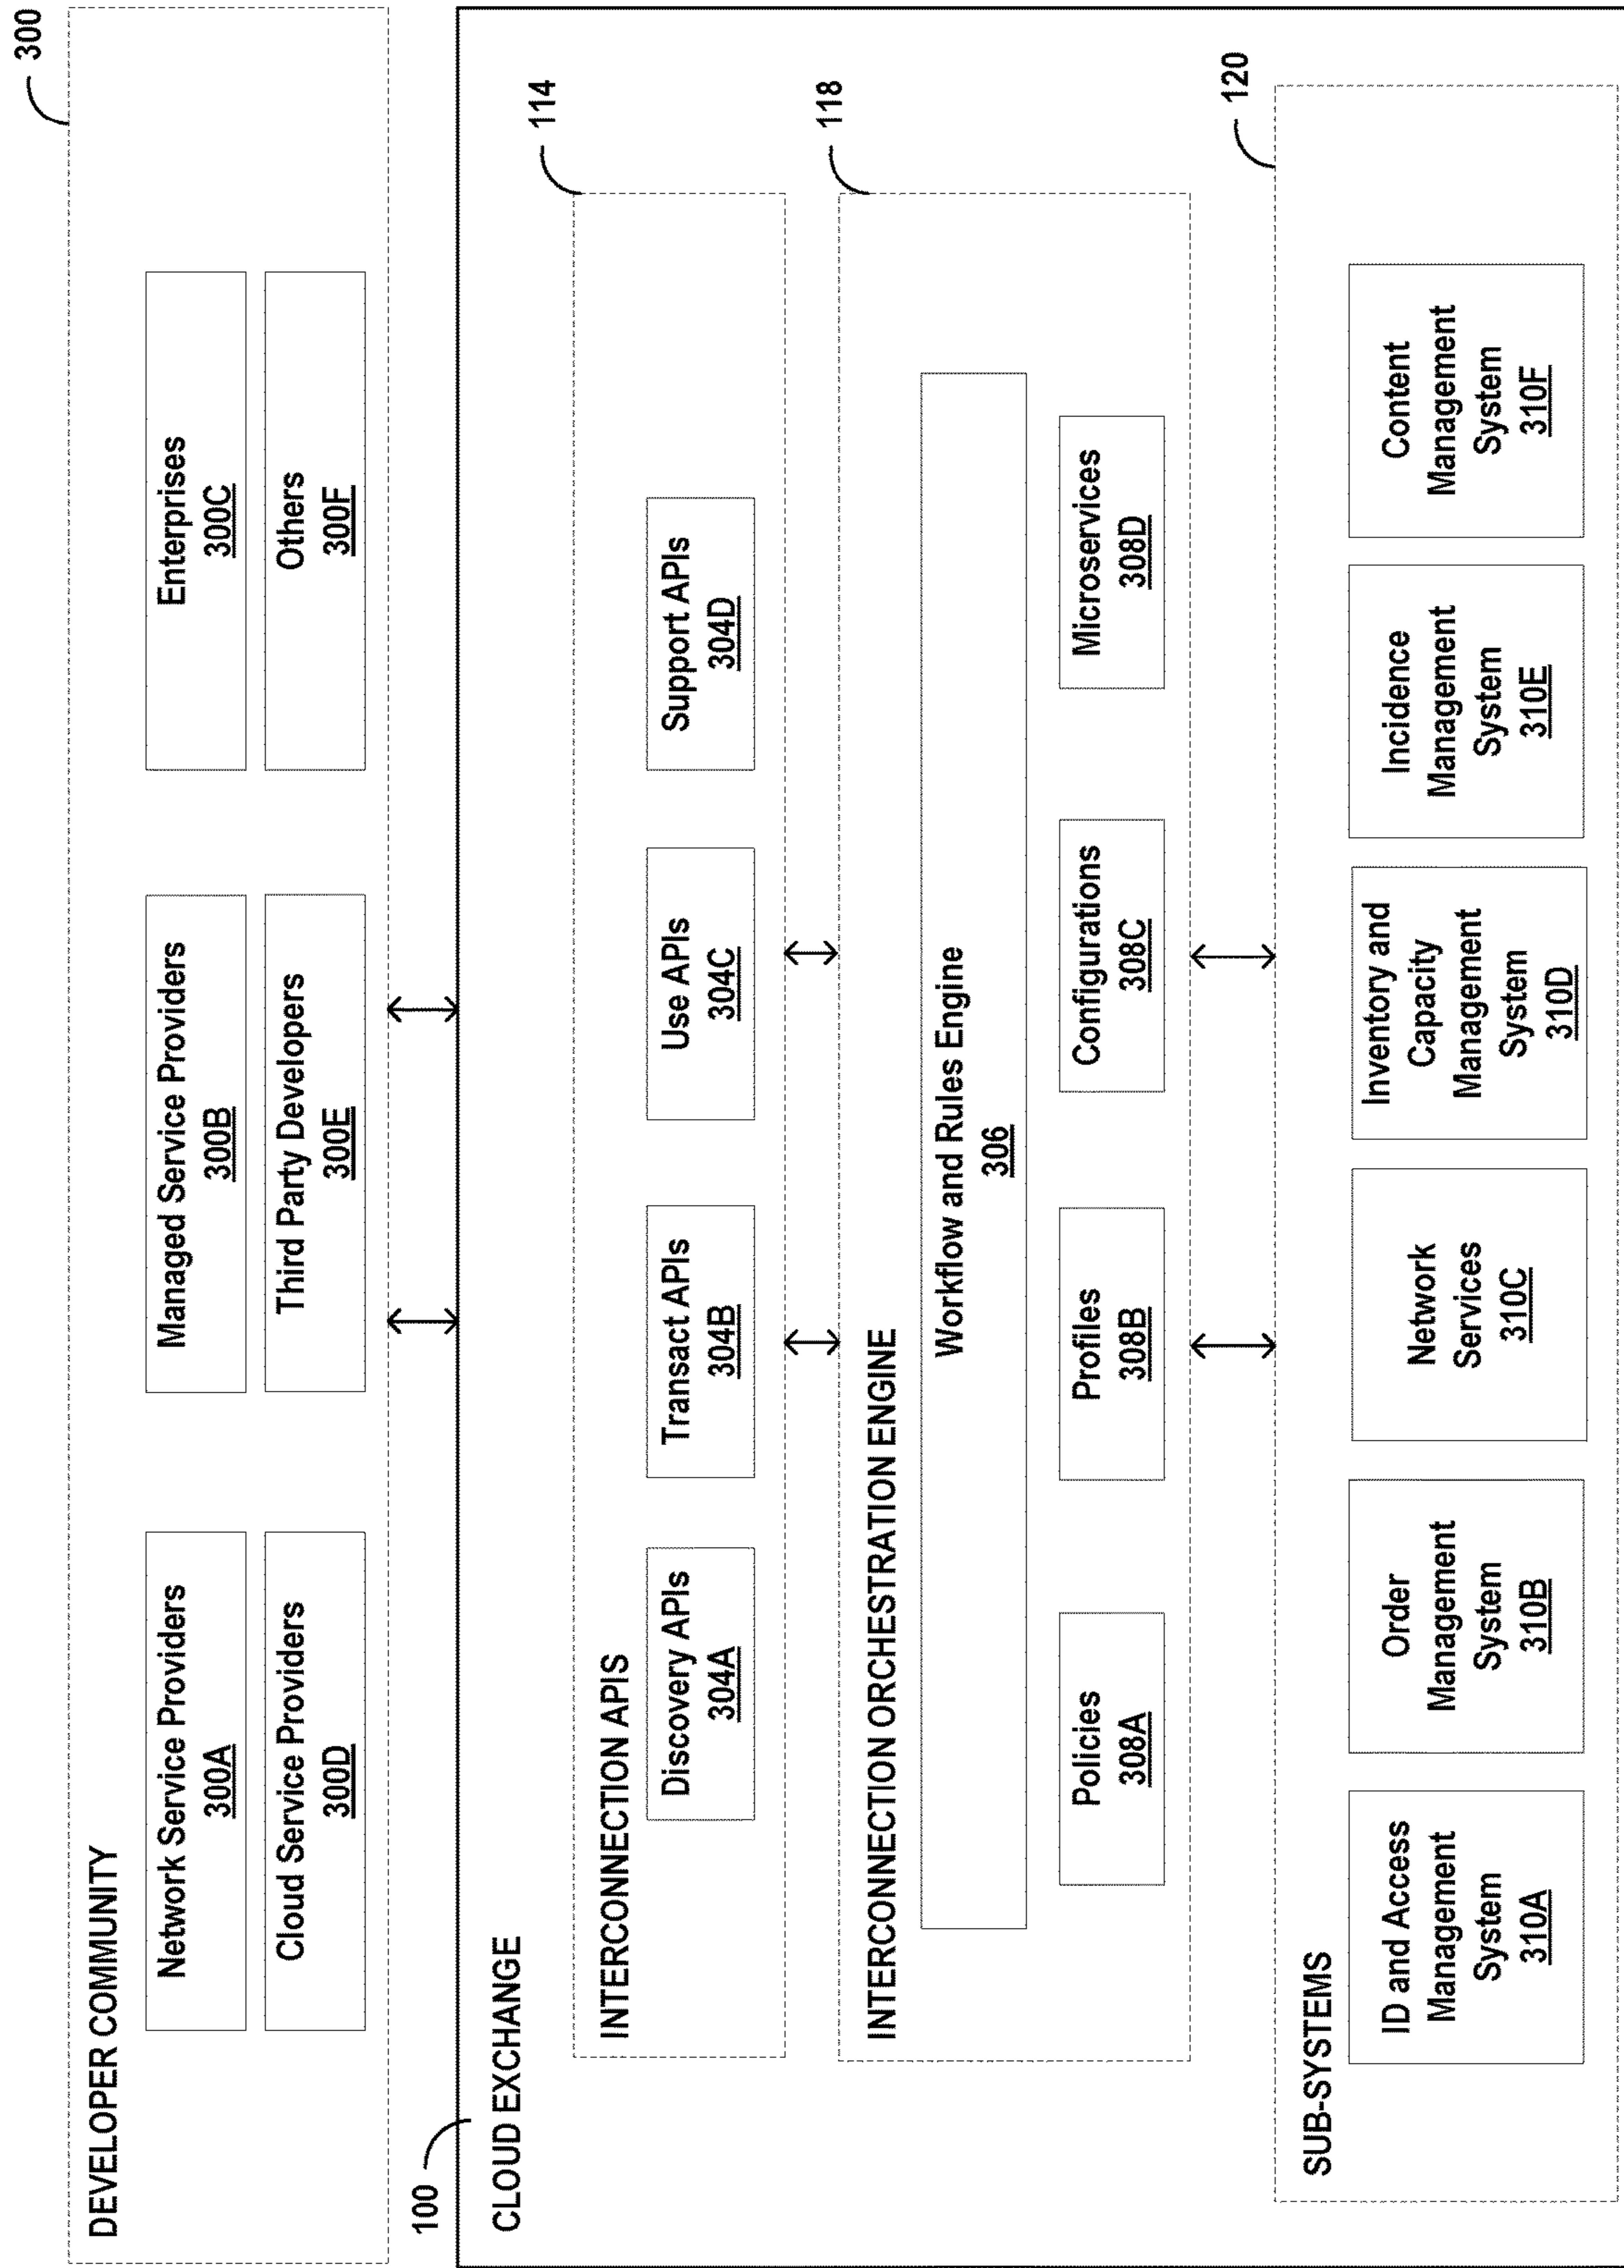 300
DEVELOPER COMMUNITY
Network Service Providers
300A
Managed Service Providers
300B
Enterprises
300C
Cloud Service Providers
300D
Third Party Developers
300E
Others
300F
100
CLOUD EXCHANGE
114
INTERCONNECTION APIS
Discovery APIs
304A
Transact APIs
304B
Use APIs
304C
Support APIs
304D
118
INTERCONNECTION ORCHESTRATION ENGINE
Workflow and Rules Engine
306
Policies
308A
Profiles
308B
Configurations
308C
Microservices
308D
120
SUB-SYSTEMS
ID and Access
Management
System
310A
Order
Management
System
310B
Network
Services
310C
Inventory and
Capacity
Management
System
310D
Incidence
Management
System
310E
Content
Management
System
310F